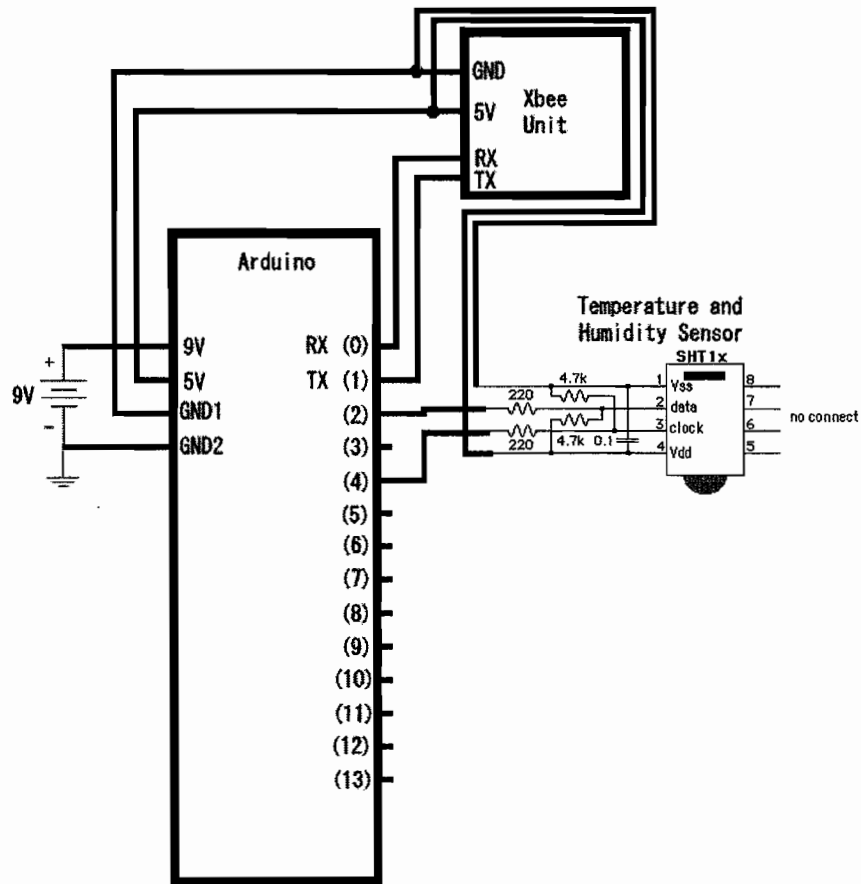 GND
5V
Xbee
Unit
RX
TX
Arduino
9V
5V
GND1
GND2
RX (0)
TX (1)
(2)
(3)
(4)
(5)
(6)
(7)
(8)
(9)
(10)
(11)
(12)
(13)
+
9V
-
Temperature and
Humidity Sensor
SHT1x
4.7k
220
4.7k
220
0.1
1 Vss 8
2 data 7
3 clock 6
4 Vdd 5
no connect